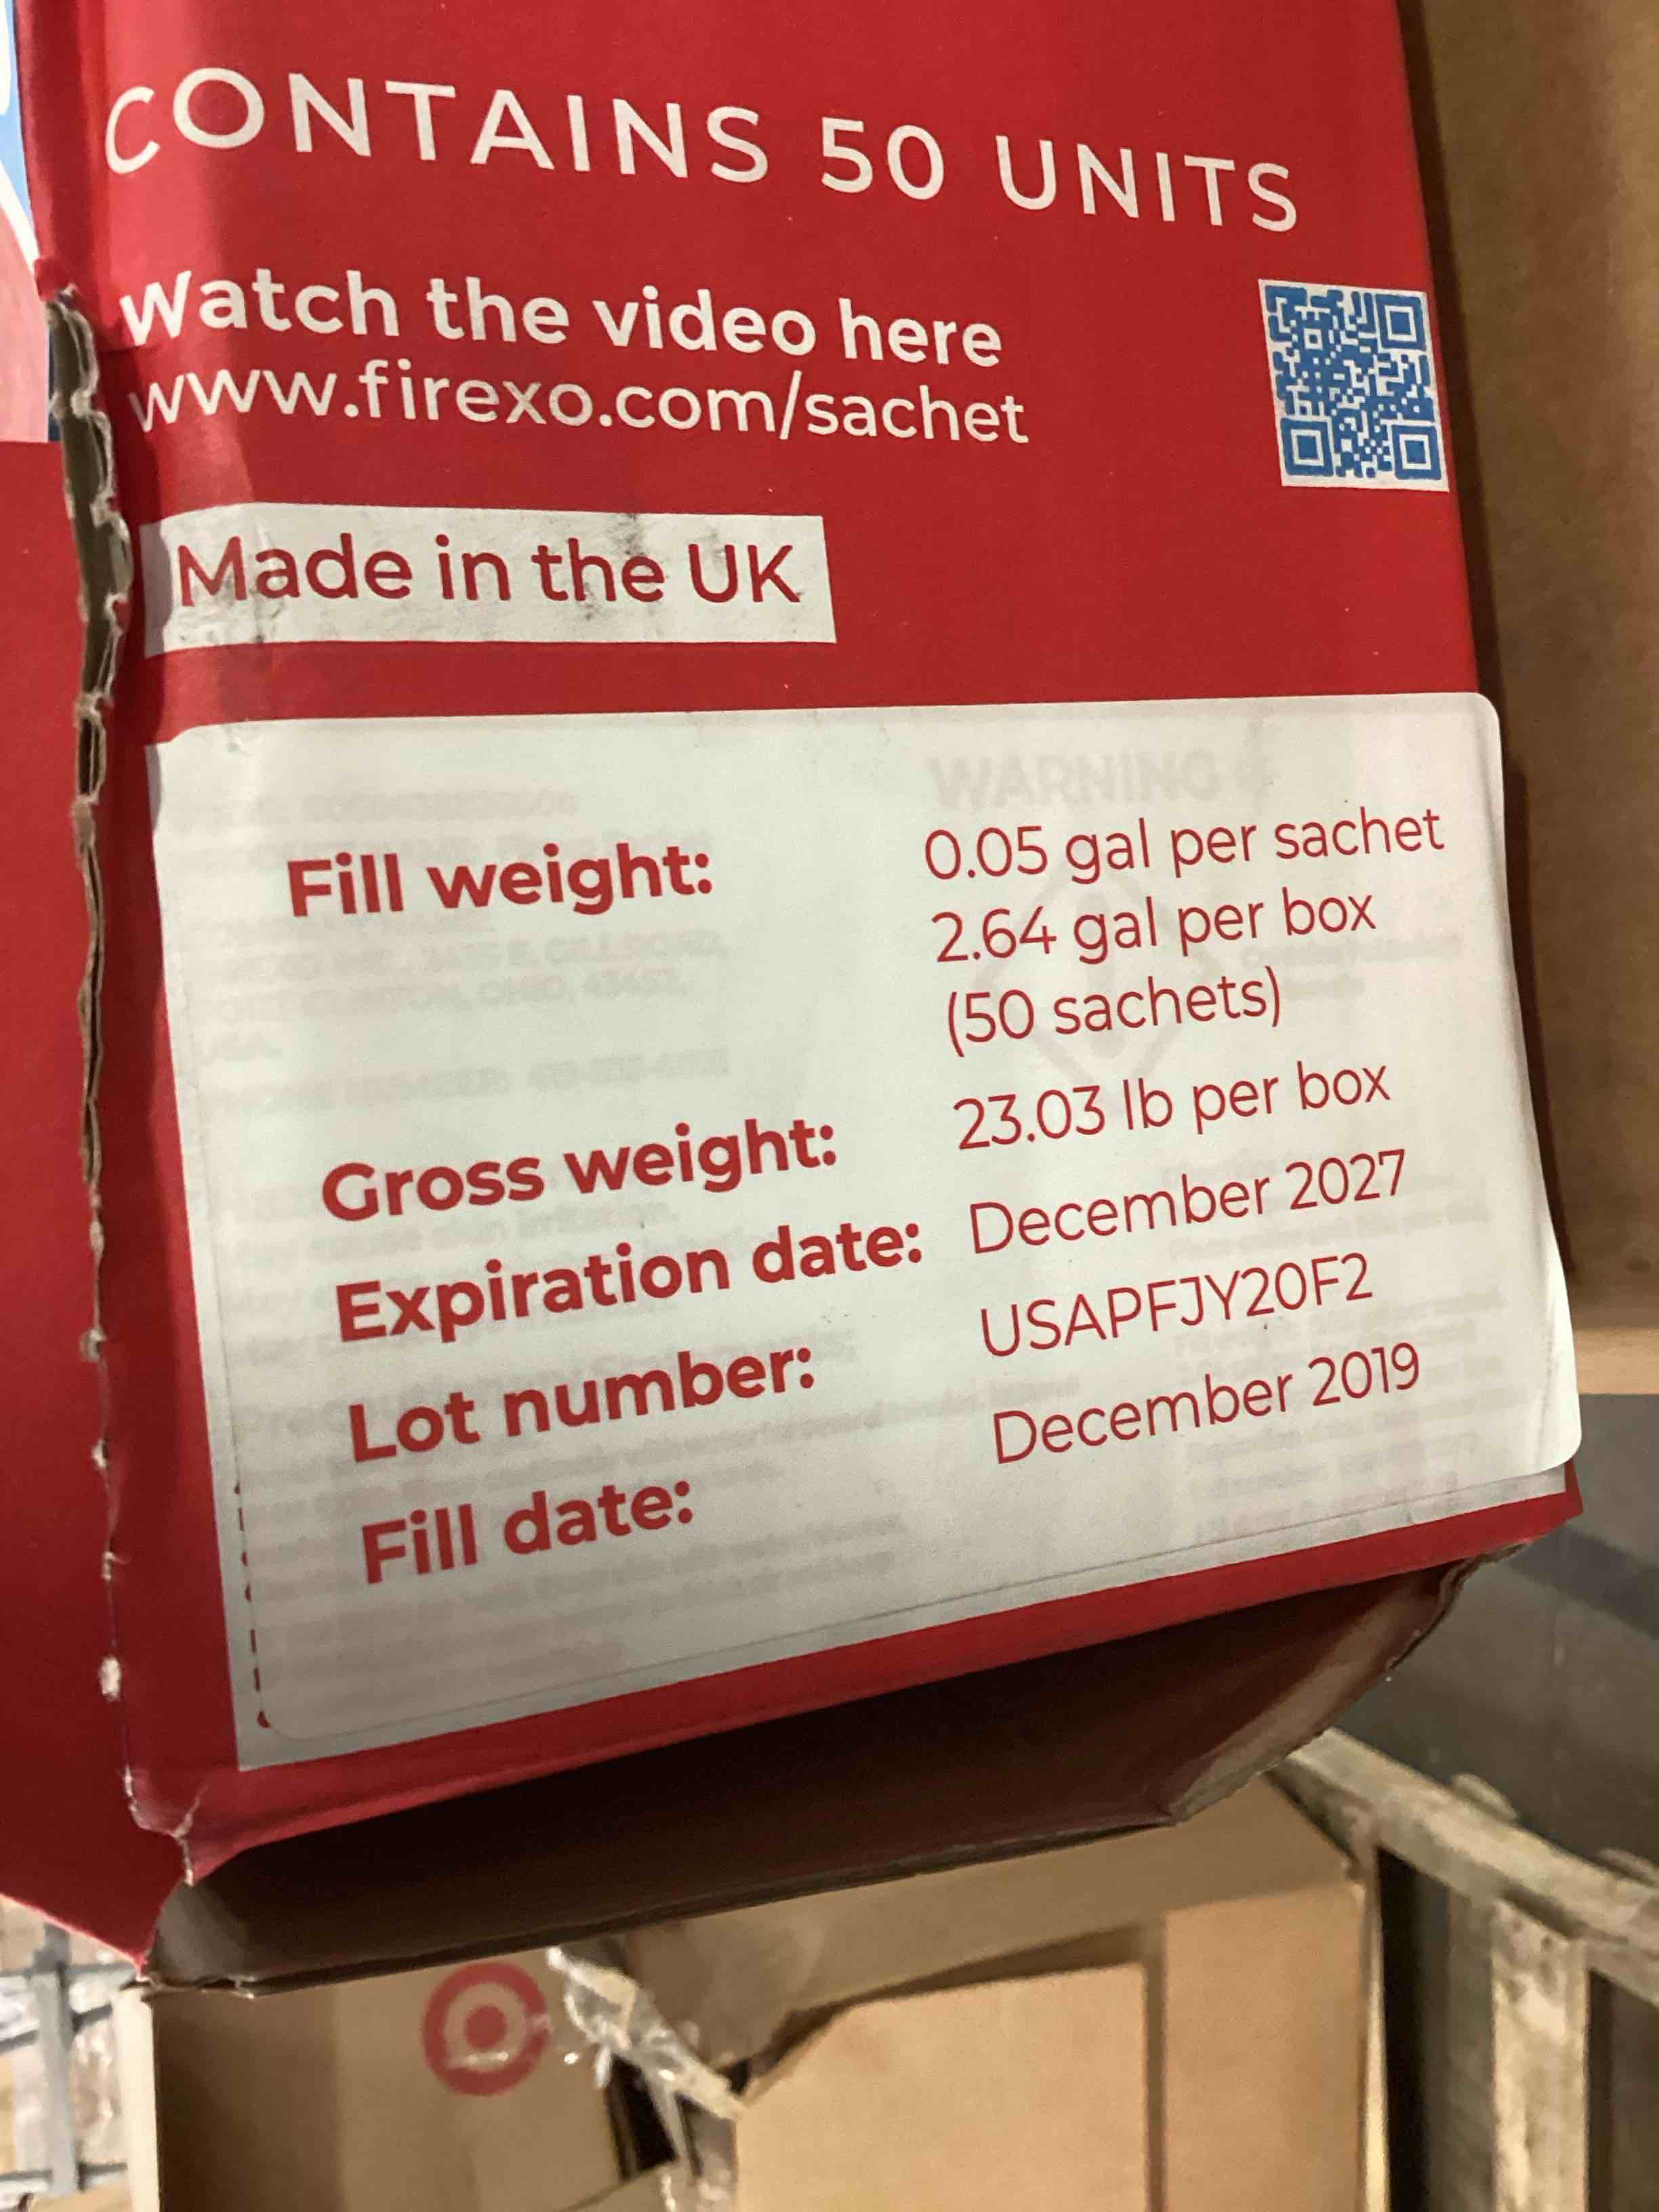 CONTAINS 50 UNITS
Watch the video here
www.firexo.com/sachet
Made in the UK
WARNING
Fill weight: 0.05 gal per sachet
2.64 gal per box
(50 sachets)
Gross weight: 23.03 lb per box
Expiration date: December 2027
Lot number: USAPFJY20F2
Fill date: December 2019